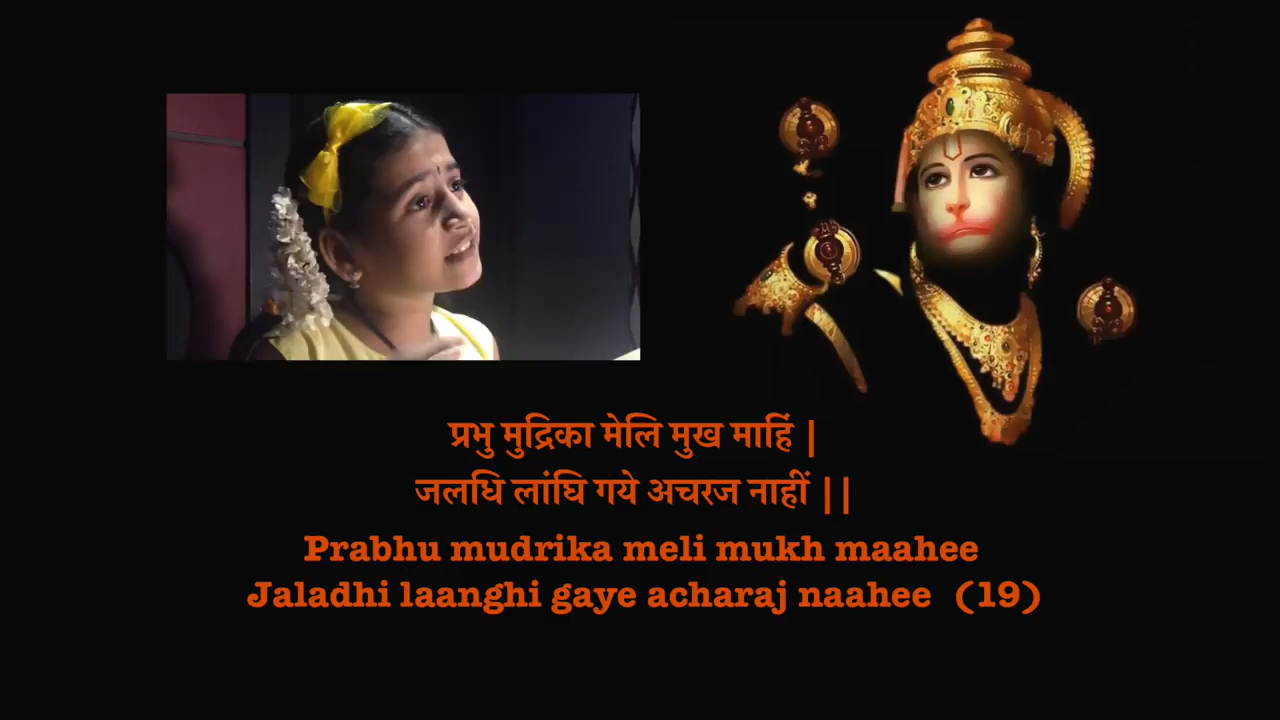 प्रभु मुद्रिका मेलि मुख माहिं |
जलधि लांघि गये अचरज नाहीं ||
Prabhu mudrika meli mukh maahee
Jaladhi laanghi gaye acharaj naahee (19)